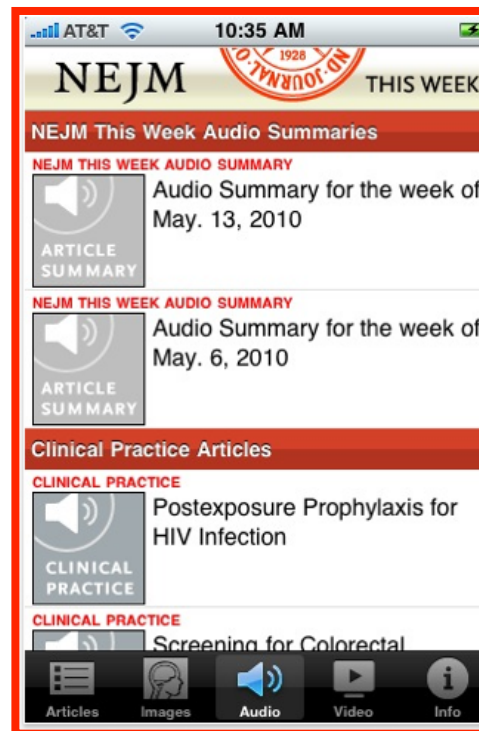 AT&T 10:35 AM
NEJM THIS WEEK
1928
ND·JOURNAL·O
NEJM This Week Audio Summaries
NEJM THIS WEEK AUDIO SUMMARY
ARTICLE
SUMMARY
Audio Summary for the week of
May. 13, 2010
NEJM THIS WEEK AUDIO SUMMARY
ARTICLE
SUMMARY
Audio Summary for the week of
May. 6, 2010
Clinical Practice Articles
CLINICAL PRACTICE
CLINICAL
PRACTICE
Postexposure Prophylaxis for
HIV Infection
CLINICAL PRACTICE
Screening for Colorectal
Articles Images Audio Video Info